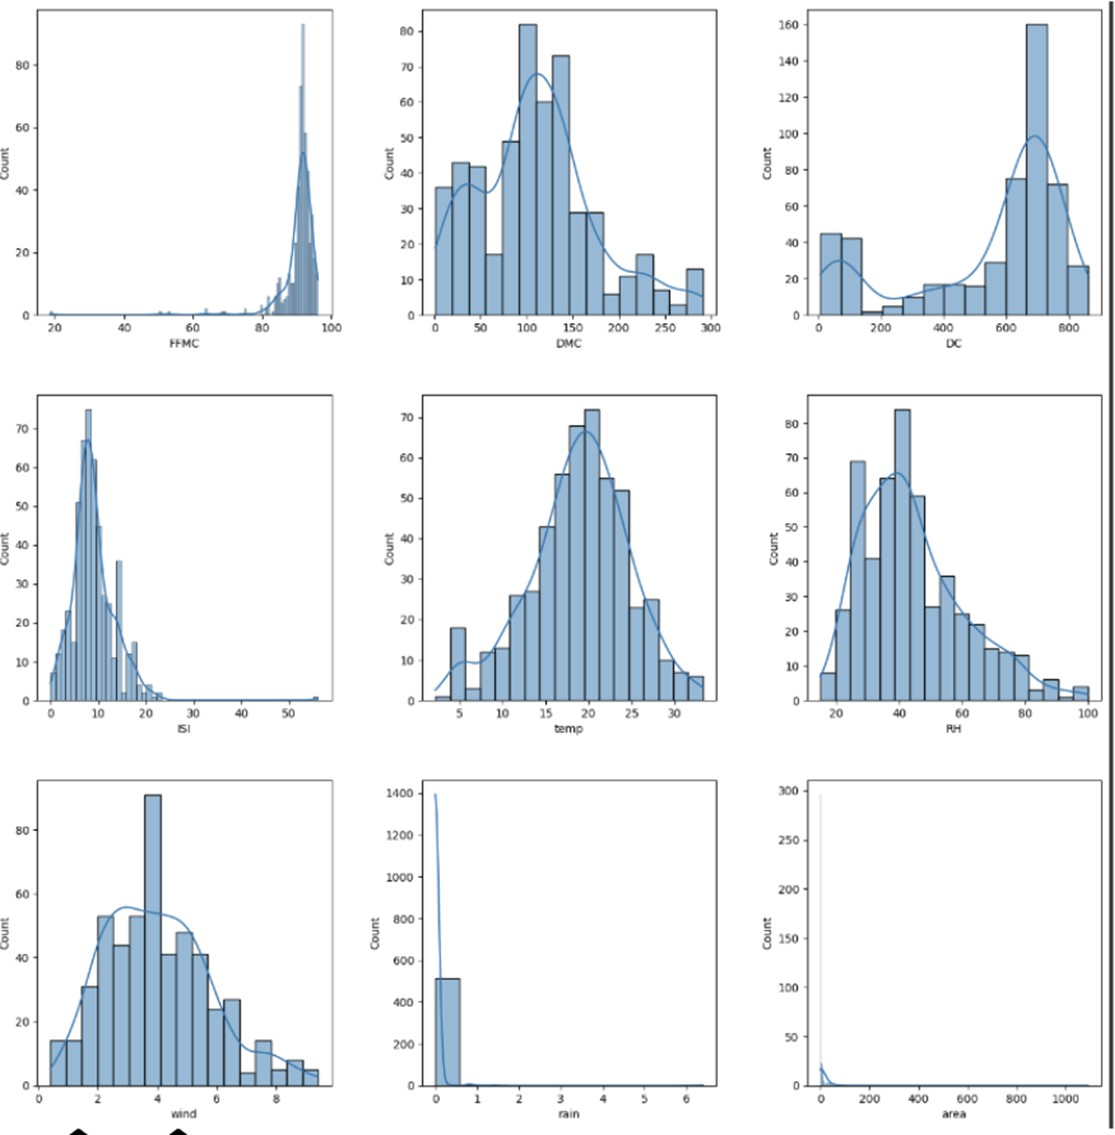 80
60
40
20
0
Count
20 40 60 80 100
FFMC
80
70
60
50
40
30
20
10
0
Count
0 50 100 150 200 250 300
DMC
160
140
120
100
80
60
40
20
0
Count
0 200 400 600 800
DC
70
60
50
40
30
20
10
0
Count
0 10 20 30 40 50
ISI
70
60
50
40
30
20
10
0
Count
5 10 15 20 25 30
temp
80
70
60
50
40
30
20
10
0
Count
20 40 60 80 100
RH
80
60
40
20
0
Count
0 2 4 6 8
wind
1400
1200
1000
800
600
400
200
0
Count
0 1 2 3 4 5 6
rain
300
250
200
150
100
50
0
Count
0 200 400 600 800 1000
area